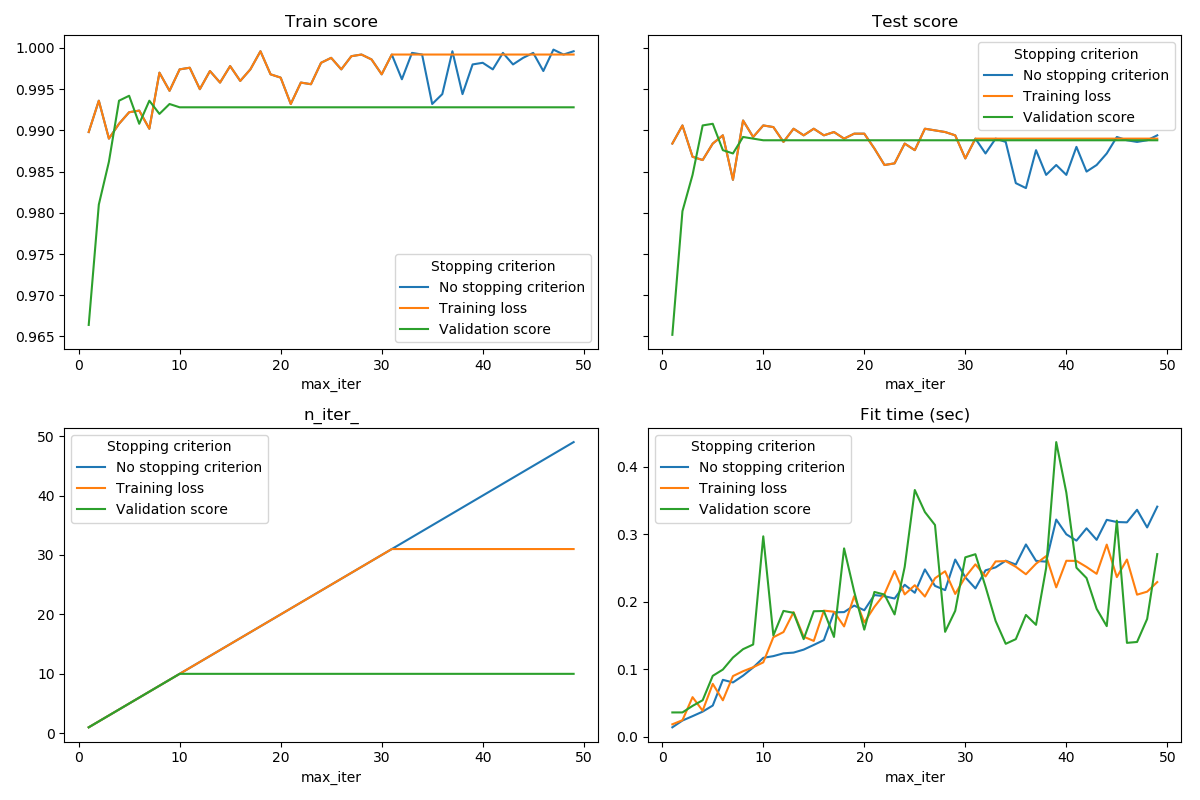 Train score
1.000
0.995
0.990
0.985
0.980
0.975
0.970
0.965
Stopping criterion
No stopping criterion
Training loss
Validation score
0 10 20 30 40 50
max_iter
Test score
Stopping criterion
No stopping criterion
Training loss
Validation score
0 10 20 30 40 50
max_iter
n_iter_
50
40
30
20
10
0
Stopping criterion
No stopping criterion
Training loss
Validation score
0 10 20 30 40 50
max_iter
Fit time (sec)
0.4
0.3
0.2
0.1
0.0
Stopping criterion
No stopping criterion
Training loss
Validation score
0 10 20 30 40 50
max_iter